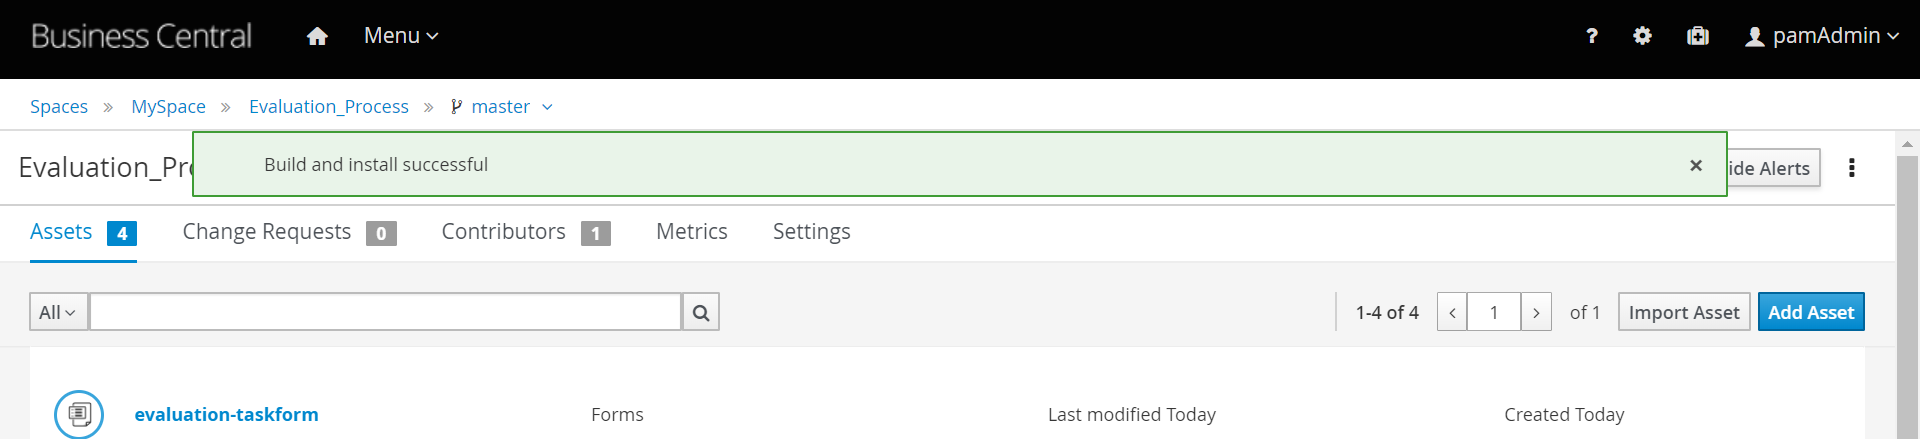 Business Central Menu ? pamAdmin
Spaces » MySpace » Evaluation_Process » master
Evaluation_Pro Build and install successful × ide Alerts
Assets 4 Change Requests 0 Contributors 1 Metrics Settings
All 1-4 of 4 < 1 > of 1 Import Asset Add Asset
evaluation-taskform Forms Last modified Today Created Today